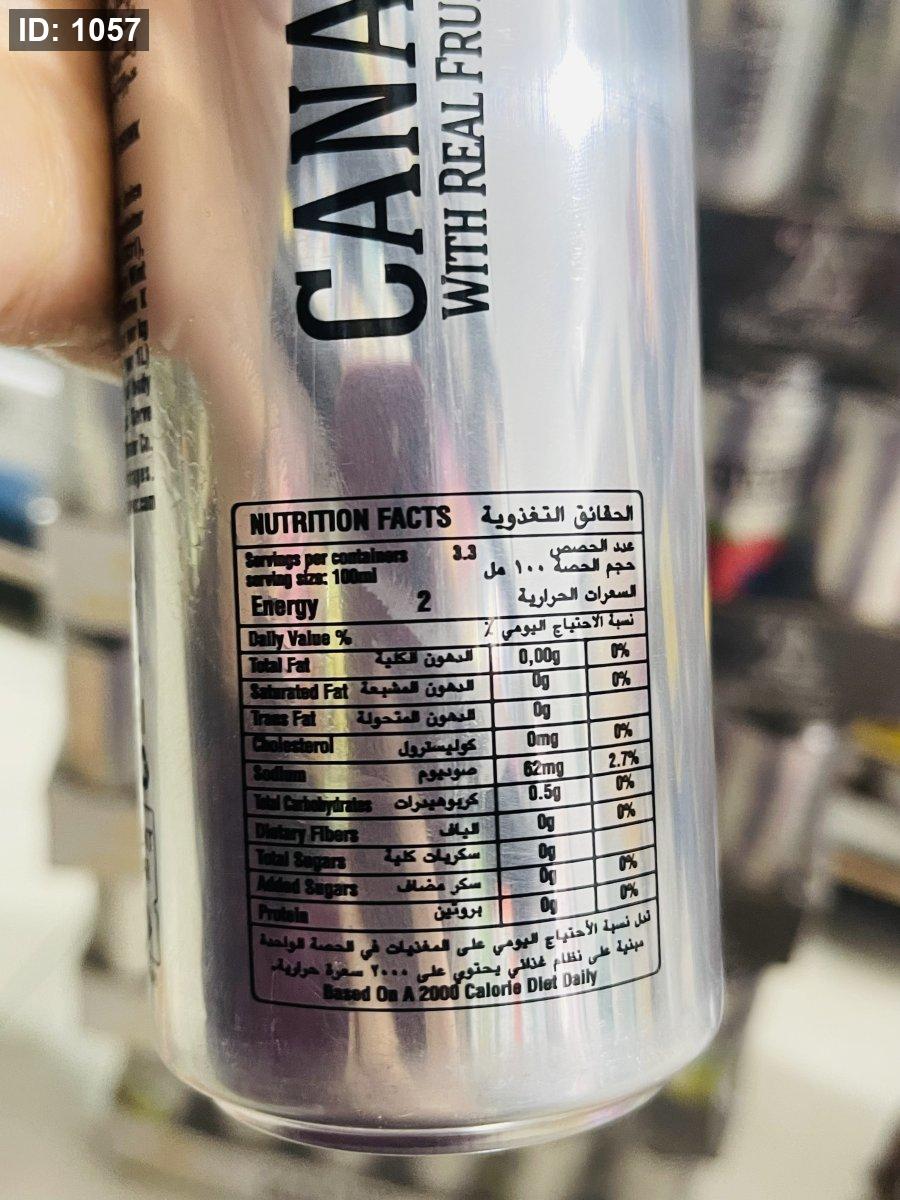 ID: 1057
CANA
WITH REAL FRU
NUTRITION FACTS الحقائق التغذوية
Servings per containers 3.3 عدد الحصص
serving size: 100ml حجم الحصة ١٠٠ مل
Energy 2 السعرات الحرارية
Daily Value % نسبة الاحتياج اليومي ٪
Total Fat الدهون الكلية 0,00g 0%
Saturated Fat الدهون المشبعة 0g 0%
Trans Fat الدهون المتحولة 0g
Cholesterol كوليسترول 0mg 0%
Sodium صوديوم 62mg 2.7%
Total Carbohydrates كربوهيدرات 0.5g 0%
Dietary Fibers الياف 0g 0%
Total Sugars سكريات كلية 0g
Added Sugars سكر مضاف 0g 0%
Protein بروتين 0g 0%
تدل نسبة الأحتياج اليومي على المغذيات في الحصة الواحدة
مبنية على نظام غذائي يحتوي على ٢٠٠٠ سعرة حرارية.
Based On A 2000 Calorie Diet Daily